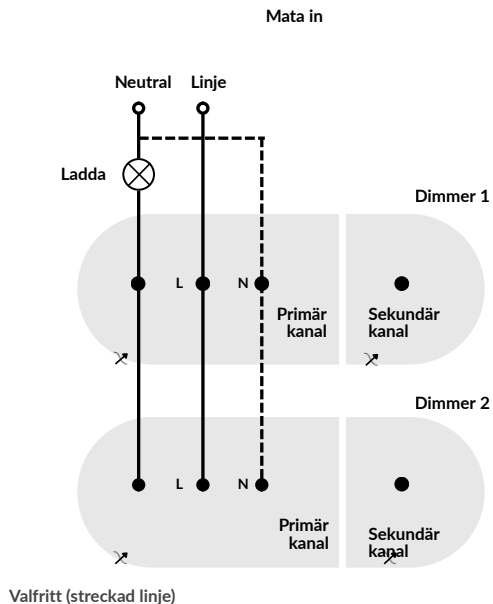 Mata in
Neutral Linje
Ladda
Dimmer 1
L N
Primär
kanal
Sekundär
kanal
Dimmer 2
L N
Primär
kanal
Sekundär
kanal
Valfritt (streckad linje)